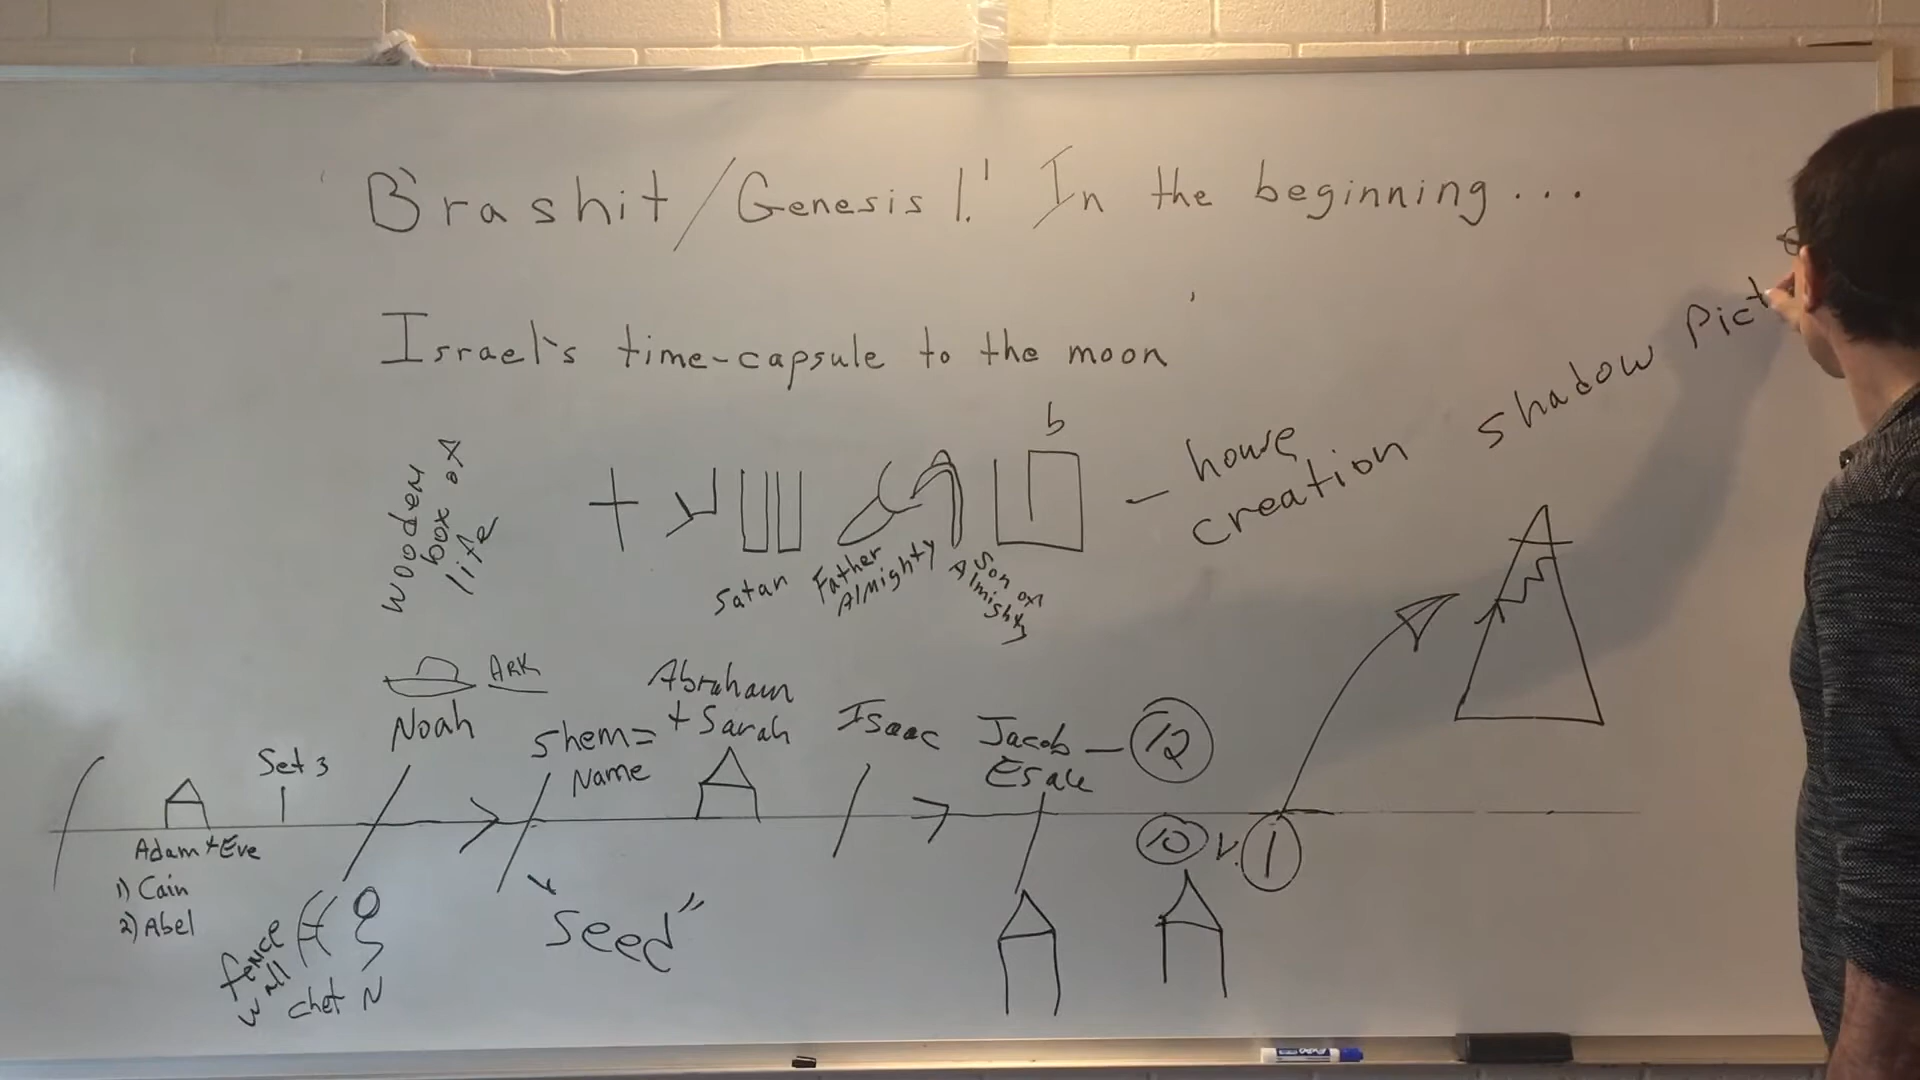 B'rashit/Genesis 1:1 In the beginning...
Israel's time-capsule to the moon
b
- house
creation
shadow Pict
wooden
box of
life
Satan
Father
Almighty
Son of
Almighty
ARK
Noah
Shem=
Name
Abraham
+ Sarah
Isaac
Jacob - 12
Esau
Set 3
Adam + Eve
1) Cain
2) Abel
10 v. 1
fence
wall
chet N
"seed"